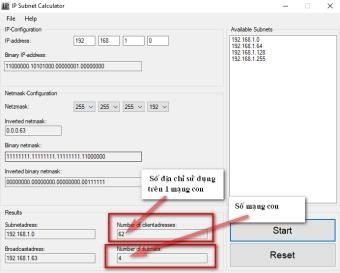 IP Subnet Calculator
File Help
IP-Configuration
IP-address:
192 168 1 0
Binary IP-address:
11000000.10101000.00000001.00000000
Netmask-Configuration
Netzmask:
255 255 255 192
Inverted netmask:
0.0.0.63
Binary netmask:
11111111.11111111.11111111.11000000
Inverted binary netmask:
00000000.00000000.00000000.00111111
Số địa chỉ sử dụng
trên 1 mạng con
Số mạng con
Results
Subnetadress:
192.168.1.0
Broadcastadress:
192.168.1.63
Number of clientadresses:
62
Number of subnets:
4
Available Subnets
192.168.1.0
192.168.1.64
192.168.1.128
192.168.1.255
Start
Reset